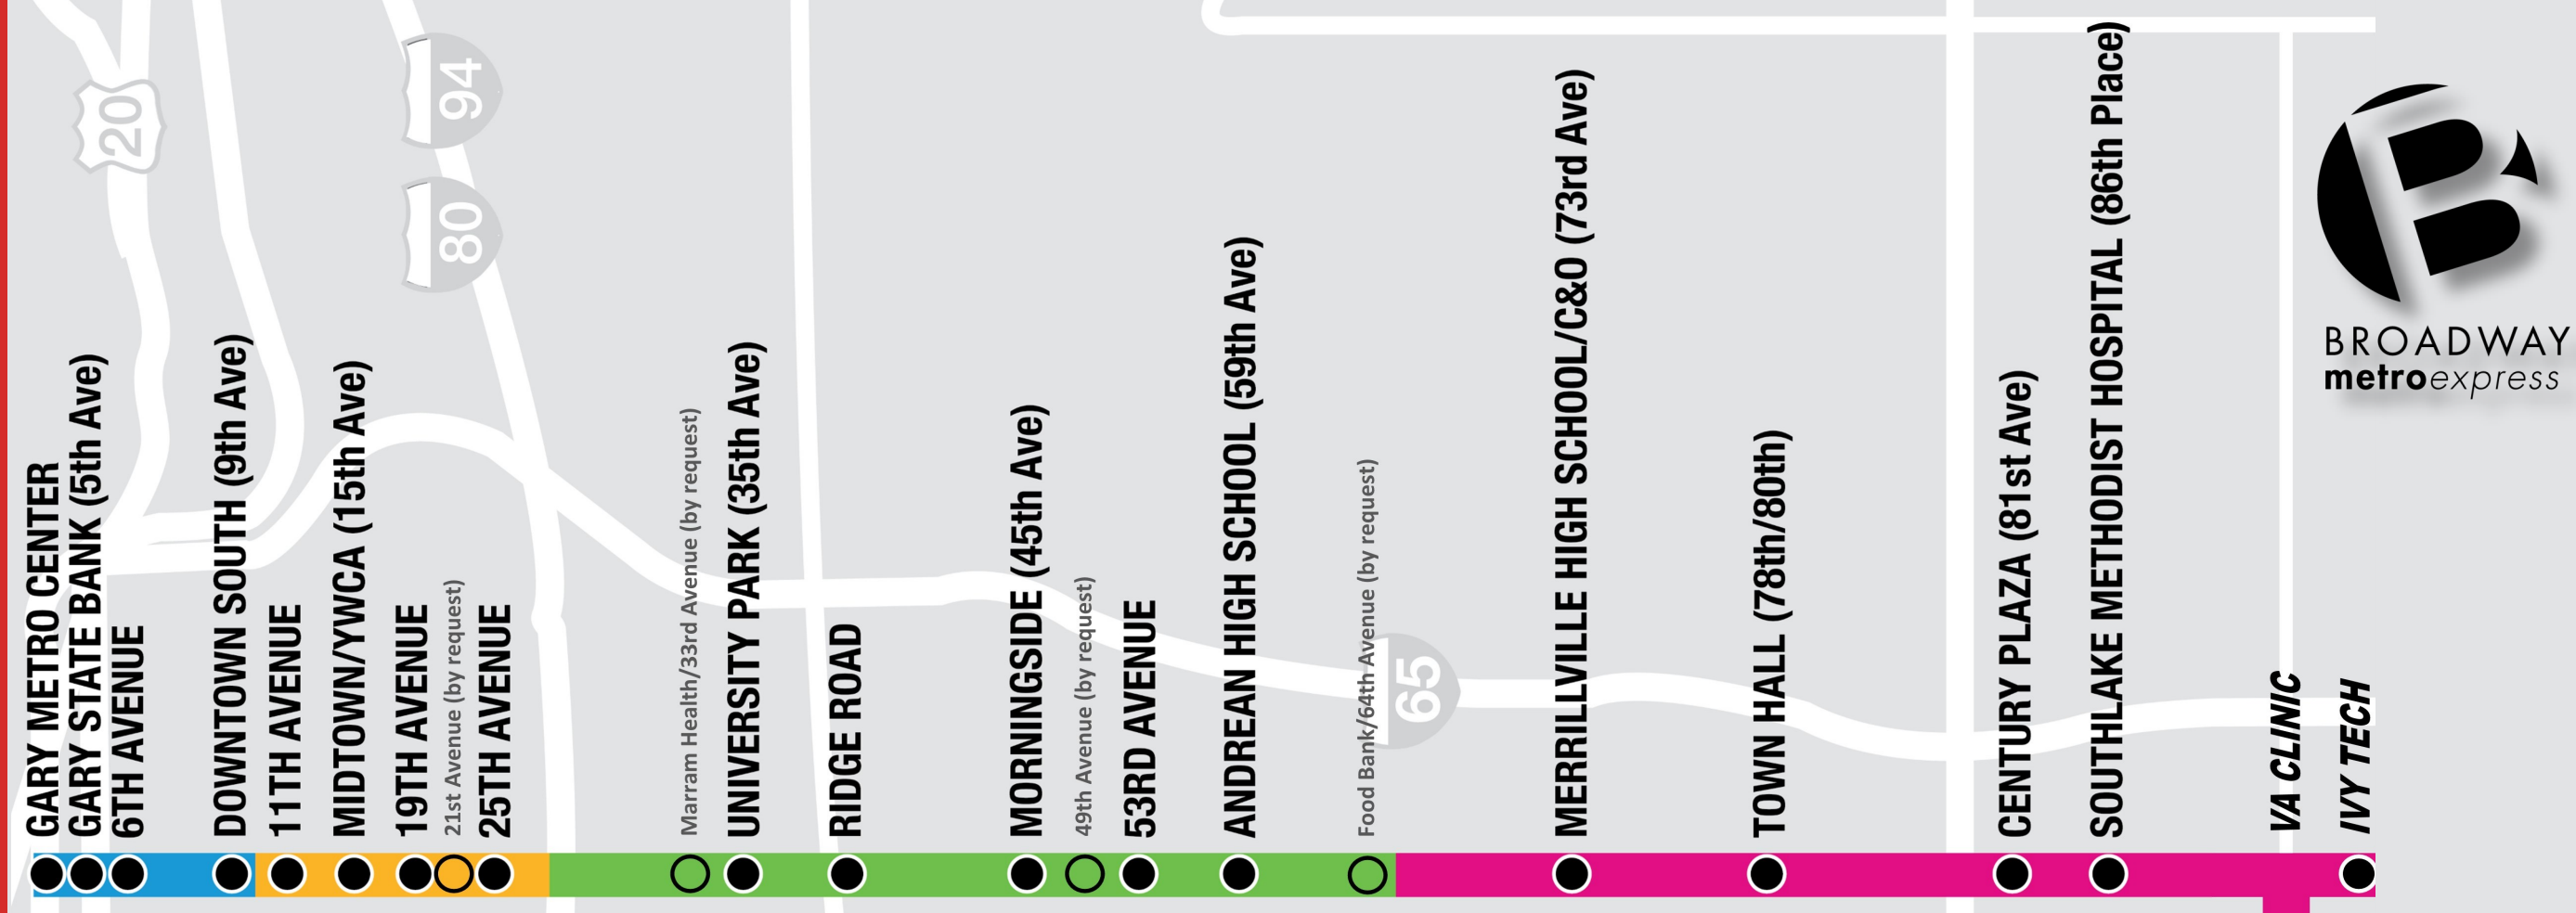 20
94
80
65
GARY METRO CENTER
GARY STATE BANK (5th Ave)
6TH AVENUE
DOWNTOWN SOUTH (9th Ave)
11TH AVENUE
MIDTOWN/YWCA (15th Ave)
19TH AVENUE
21st Avenue (by request)
25TH AVENUE
Marram Health/33rd Avenue (by request)
UNIVERSITY PARK (35th Ave)
RIDGE ROAD
MORNINGSIDE (45th Ave)
49th Avenue (by request)
53RD AVENUE
ANDREAN HIGH SCHOOL (59th Ave)
Food Bank/64th Avenue (by request)
MERRILLVILLE HIGH SCHOOL/C&O (73rd Ave)
TOWN HALL (78th/80th)
CENTURY PLAZA (81st Ave)
SOUTHLAKE METHODIST HOSPITAL (86th Place)
VA CLINIC
IVY TECH
B
BROADWAY
metroexpress